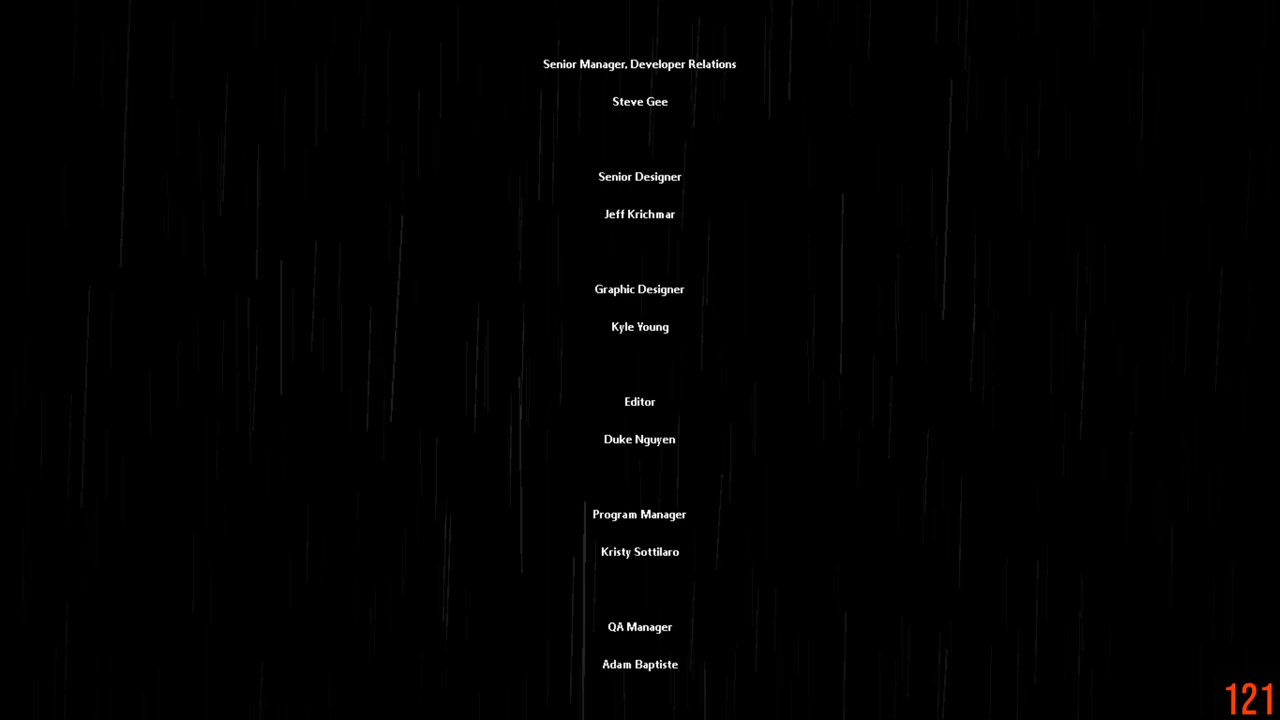 Senior Manager, Developer Relations
Steve Gee
Senior Designer
Jeff Krichmar
Graphic Designer
Kyle Young
Editor
Duke Nguyen
Program Manager
Kristy Sottilaro
QA Manager
Adam Baptiste
121